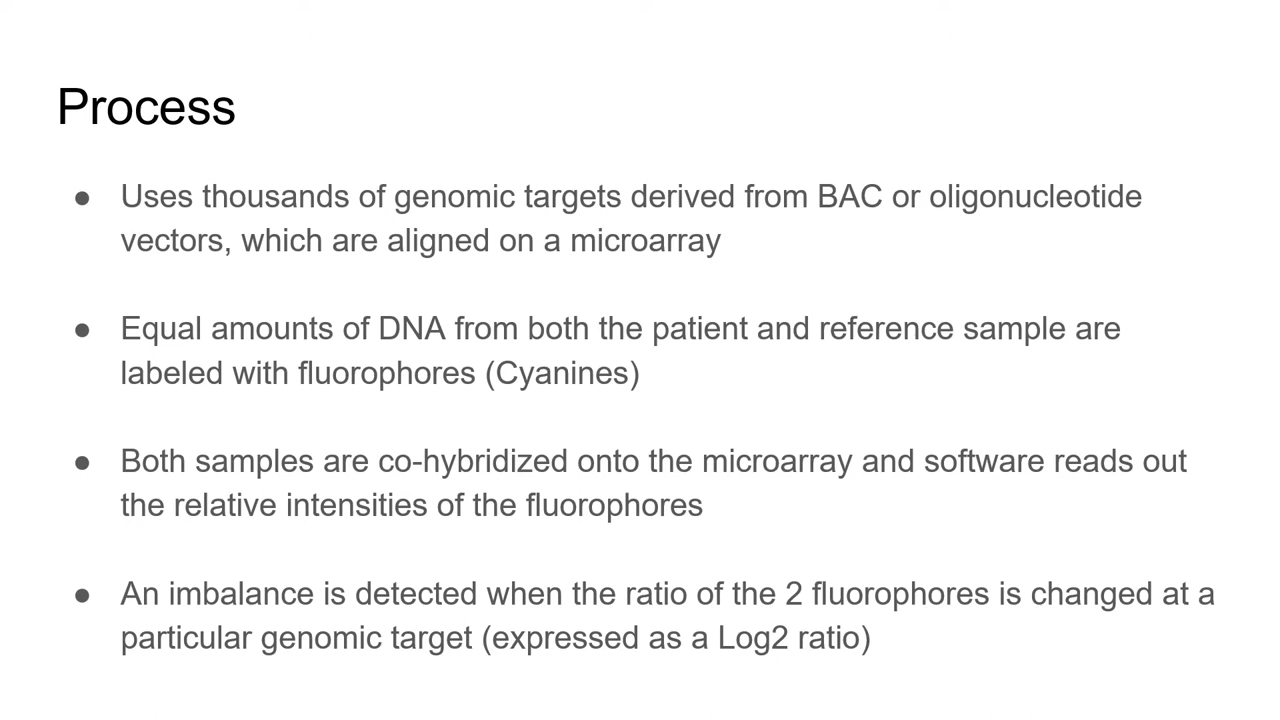 Process
● Uses thousands of genomic targets derived from BAC or oligonucleotide
vectors, which are aligned on a microarray
● Equal amounts of DNA from both the patient and reference sample are
labeled with fluorophores (Cyanines)
● Both samples are co-hybridized onto the microarray and software reads out
the relative intensities of the fluorophores
● An imbalance is detected when the ratio of the 2 fluorophores is changed at a
particular genomic target (expressed as a Log2 ratio)